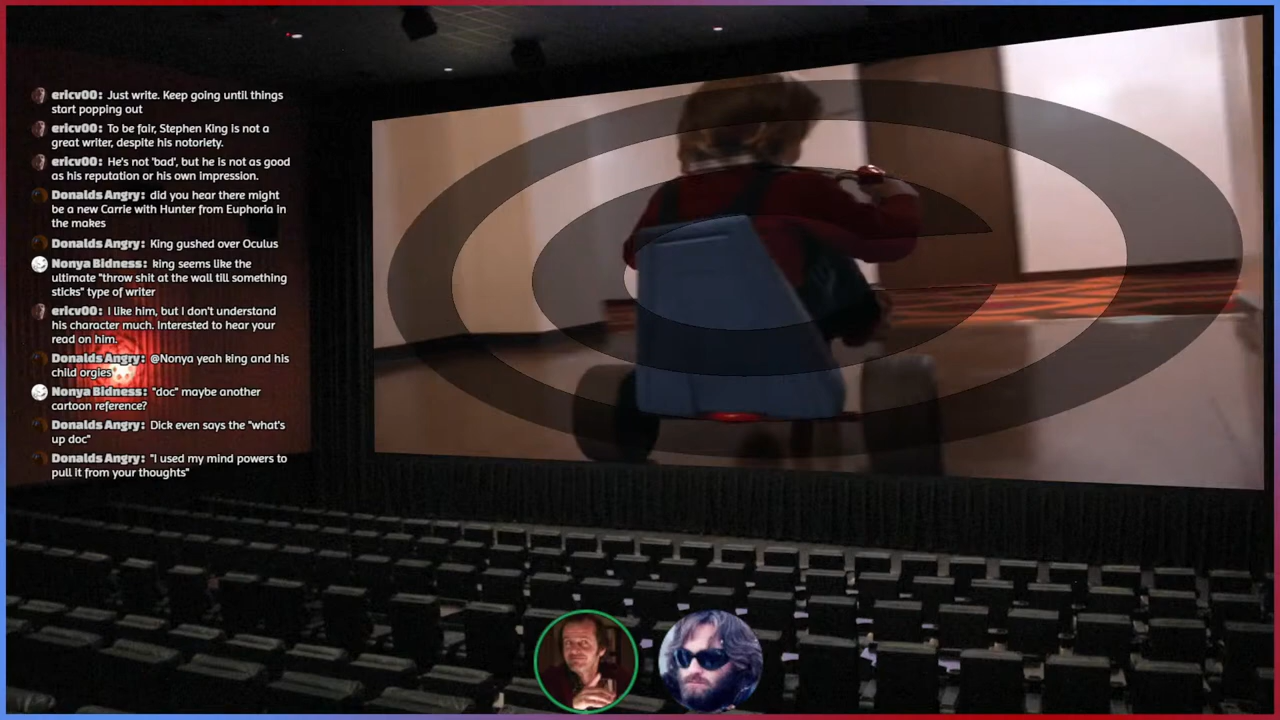 ericv00: Just write. Keep going until things
start popping out
ericv00: To be fair, Stephen King is not a
great writer, despite his notoriety.
ericv00: He's not 'bad', but he is not as good
as his reputation or his own impression.
Donalds Angry: did you hear there might
be a new Carrie with Hunter from Euphoria in
the makes
Donalds Angry: King gushed over Oculus
Nonya Bidness: king seems like the
ultimate "throw shit at the wall till something
sticks" type of writer
ericv00: I like him, but I don't understand
his character much. Interested to hear your
read on him.
Donalds Angry: @Nonya yeah king and his
child orgies
Nonya Bidness: "doc" maybe another
cartoon reference?
Donalds Angry: Dick even says the "what's
up doc"
Donalds Angry: "I used my mind powers to
pull it from your thoughts"